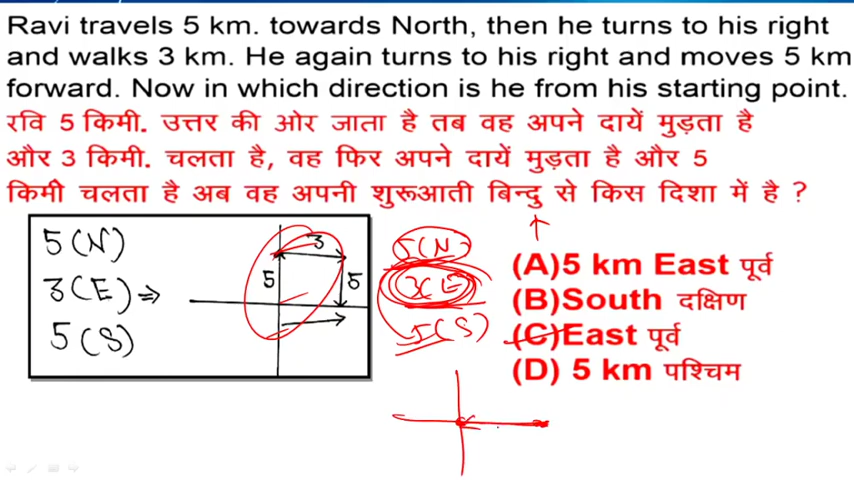 Ravi travels 5 km. towards North, then he turns to his right
and walks 3 km. He again turns to his right and moves 5 km
forward. Now in which direction is he from his starting point.
रवि 5 किमी. उत्तर की ओर जाता है तब वह अपने दायें मुड़ता है
और 3 किमी. चलता है, वह फिर अपने दायें मुड़ता है और 5
किमी चलता है अब वह अपनी शुरूआती बिन्दु से किस दिशा में है ?
5 (N)
3 (E) ⇒
5 (S)
3
5
5
5 (N)
3 (E)
5 (S)
(A)5 km East पूर्व
(B)South दक्षिण
(C)East पूर्व
(D) 5 km पश्चिम